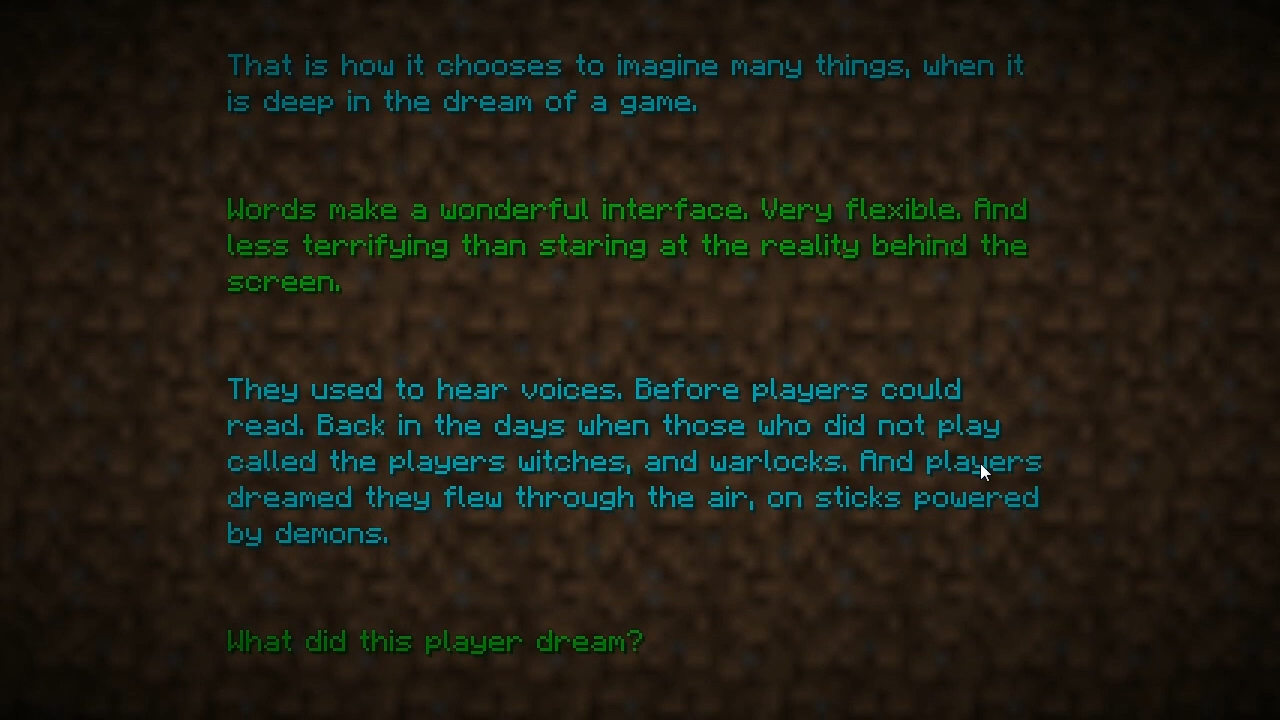 That is how it chooses to imagine many things, when it
is deep in the dream of a game.
Words make a wonderful interface. Very flexible. And
less terrifying than staring at the reality behind the
screen.
They used to hear voices. Before players could
read. Back in the days when those who did not play
called the players witches, and warlocks. And players
dreamed they flew through the air, on sticks powered
by demons.
What did this player dream?